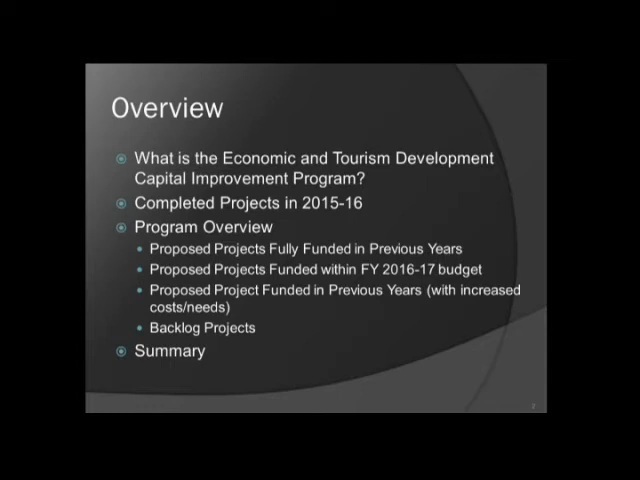 Overview
What is the Economic and Tourism Development
Capital Improvement Program?
Completed Projects in 2015-16
Program Overview
Proposed Projects Fully Funded in Previous Years
Proposed Projects Funded within FY 2016-17 budget
Proposed Project Funded in Previous Years (with increased
costs/needs)
Backlog Projects
Summary